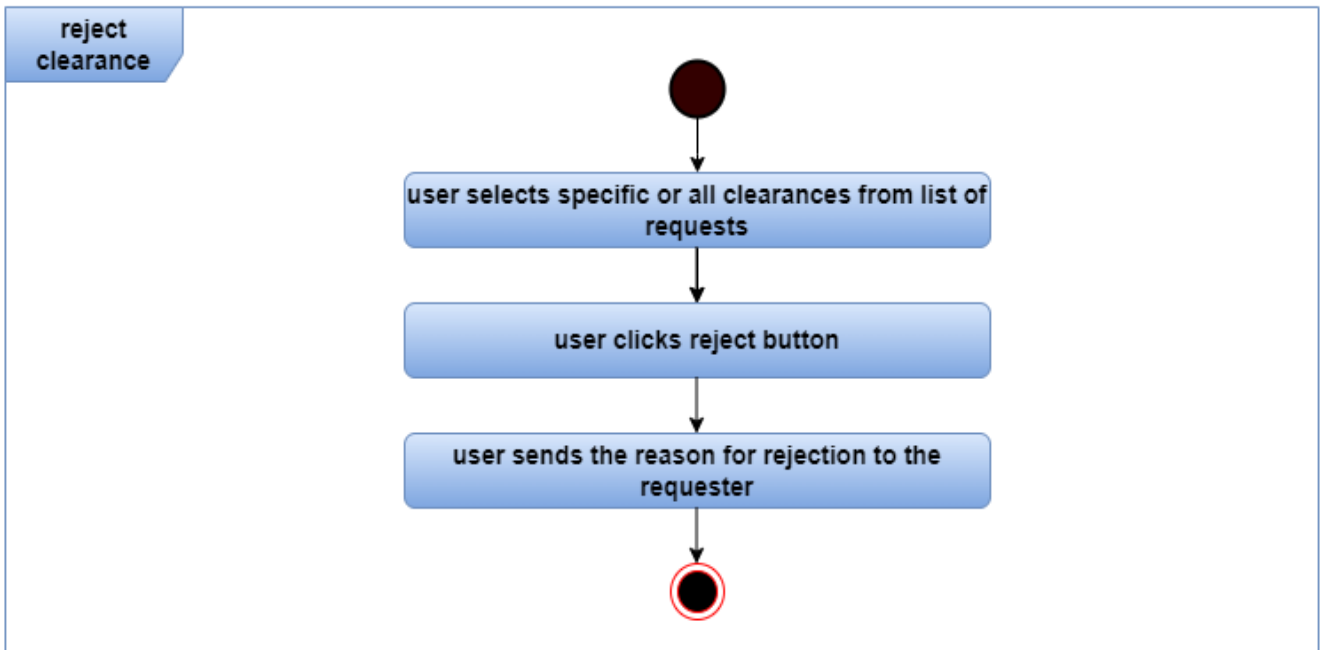 reject
clearance
user selects specific or all clearances from list of
requests
user clicks reject button
user sends the reason for rejection to the
requester